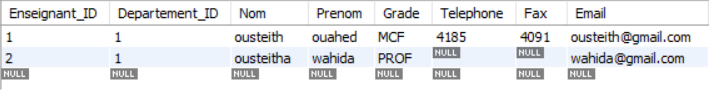 Enseignant_ID Departement_ID Nom Prenom Grade Telephone Fax Email
1 1 ousteith ouahed MCF 4185 4091 ousteith@gmail.com
2 1 ousteitha wahida PROF NULL NULL wahida@gmail.com
NULL NULL NULL NULL NULL NULL NULL NULL